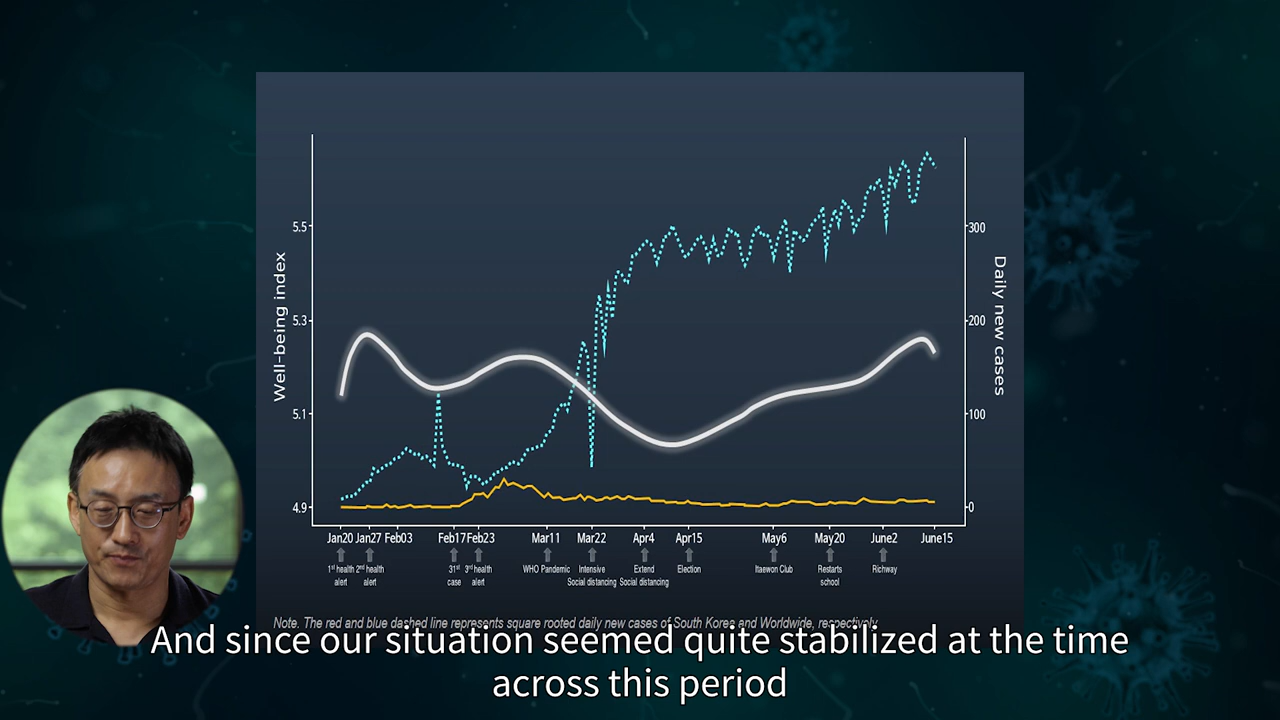 5.5
5.3
5.1
4.9
Well-being index
300
200
100
0
Daily new cases
Jan20 Jan27 Feb03 Feb17 Feb23 Mar11 Mar22 Apr4 Apr15 May6 May20 June2 June15
1st health alert
2nd health alert
31st case
3rd health alert
WHO Pandemic
Intensive Social distancing
Extend Social distancing
Election
Itaewon Club
Restarts school
Richway
Note. The red and blue dashed line represents square rooted daily new cases of South Korea and Worldwide, respectively.
And since our situation seemed quite stabilized at the time
across this period